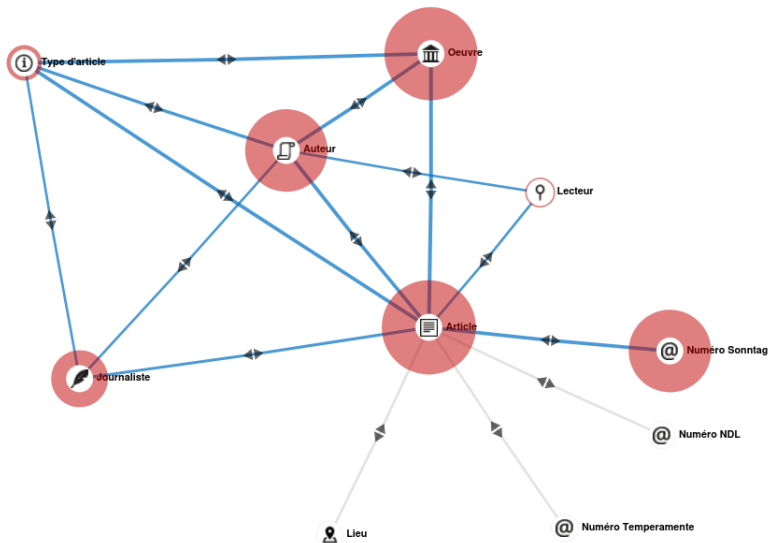 Oeuvre
Type d'article
Auteur
Lecteur
Article
Numéro Sonntag
Journaliste
Numéro NDL
Numéro Temperamente
Lieu